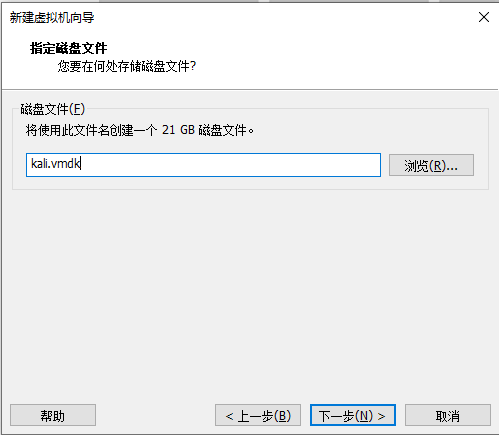 新建虚拟机向导
指定磁盘文件
您要在何处存储磁盘文件?
磁盘文件(F)
将使用此文件名创建一个 21 GB 磁盘文件。
kali.vmdk
浏览(R)...
帮助
< 上一步(B)
下一步(N) >
取消